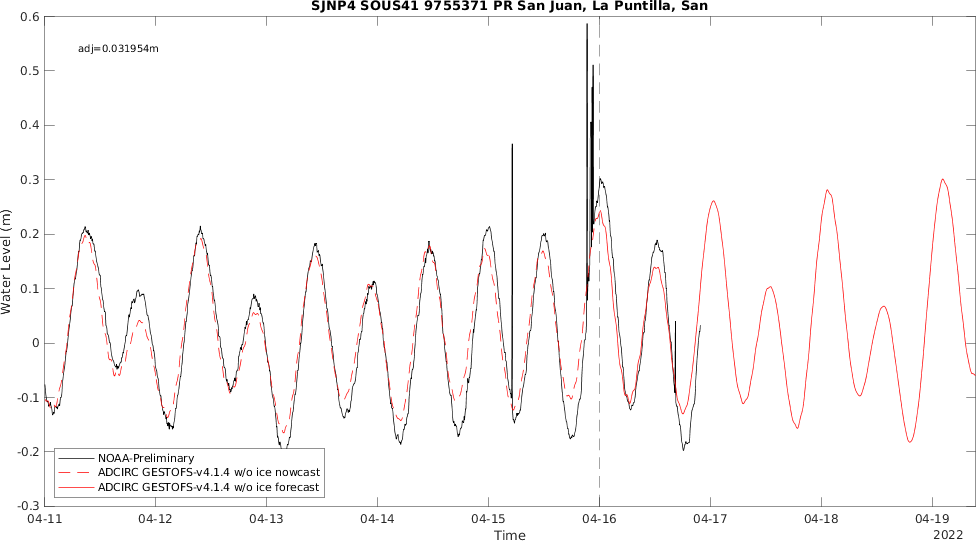 SJNP4 SOUS41 9755371 PR San Juan, La Puntilla, San
adj=0.031954m
0.6
0.5
0.4
0.3
0.2
0.1
0
-0.1
-0.2
-0.3
Water Level (m)
NOAA-Preliminary
ADCIRC GESTOFS-v4.1.4 w/o ice nowcast
ADCIRC GESTOFS-v4.1.4 w/o ice forecast
04-11 04-12 04-13 04-14 04-15 04-16 04-17 04-18 04-19
Time
2022